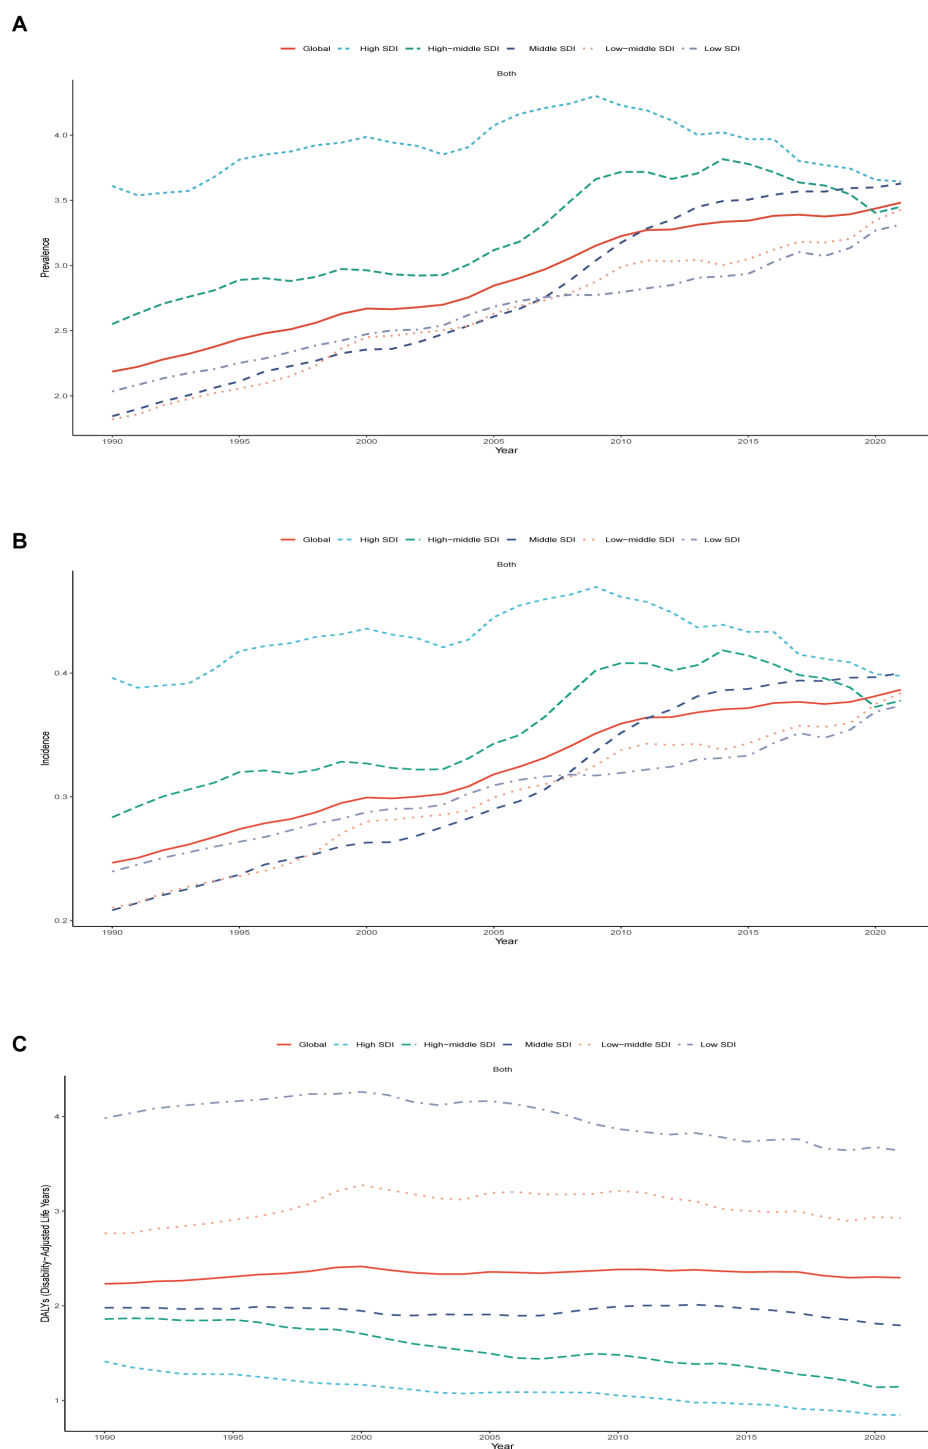 A
Global High SDI High-middle SDI Middle SDI Low-middle SDI Low SDI
Both
4.0
3.5
3.0
2.5
2.0
Prevalence
1990 1995 2000 2005 2010 2015 2020
Year
B
Global High SDI High-middle SDI Middle SDI Low-middle SDI Low SDI
Both
0.4
0.3
0.2
Incidence
1990 1995 2000 2005 2010 2015 2020
Year
C
Global High SDI High-middle SDI Middle SDI Low-middle SDI Low SDI
Both
4
3
2
1
DALYs (Disability-Adjusted Life Years)
1990 1995 2000 2005 2010 2015 2020
Year